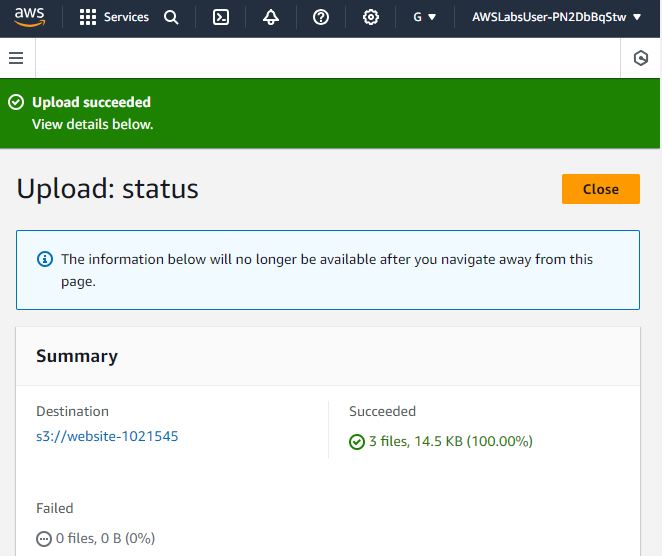 aws Services G AWSLabsUser-PN2DbBqStw
Upload succeeded
View details below.
Upload: status
Close
The information below will no longer be available after you navigate away from this
page.
Summary
Destination
s3://website-1021545
Succeeded
3 files, 14.5 KB (100.00%)
Failed
0 files, 0 B (0%)